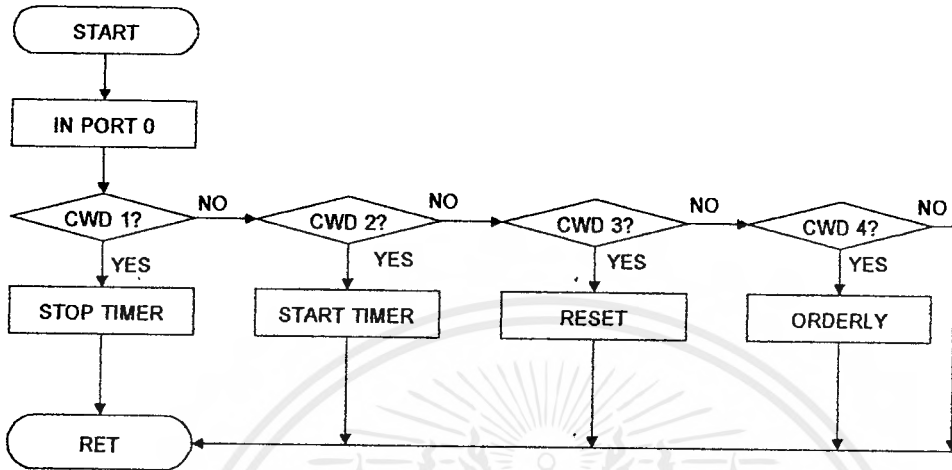 START
IN PORT 0
CWD 1?
NO
CWD 2?
NO
CWD 3?
NO
CWD 4?
NO
YES
YES
YES
YES
STOP TIMER
START TIMER
RESET
ORDERLY
RET